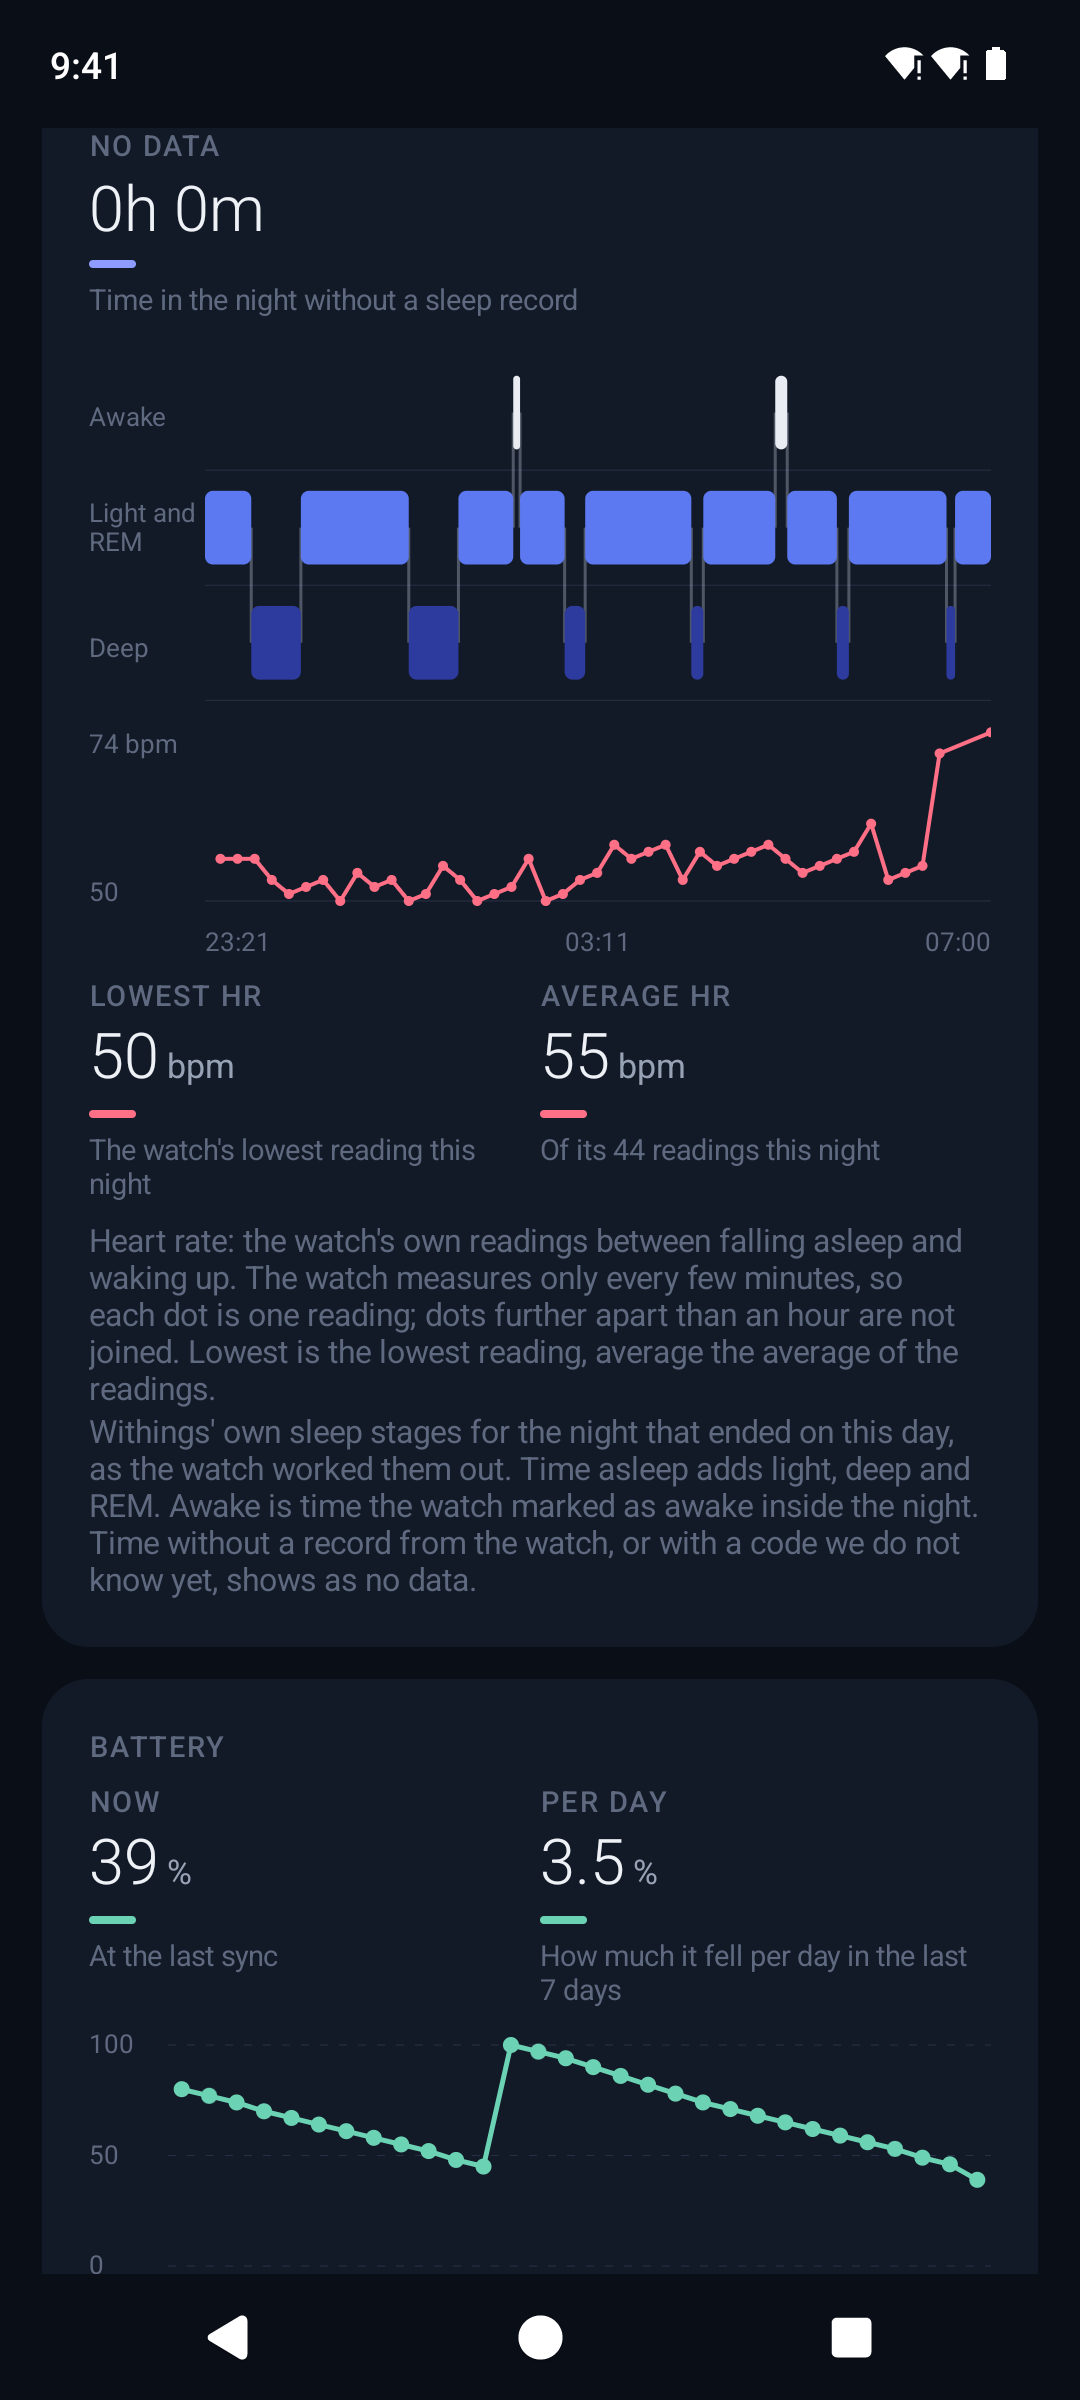 9:41
NO DATA
0h 0m
Time in the night without a sleep record
Awake
Light and
REM
Deep
74 bpm
50
23:21 03:11 07:00
LOWEST HR AVERAGE HR
50 bpm 55 bpm
The watch's lowest reading this
night
Of its 44 readings this night
Heart rate: the watch's own readings between falling asleep and
waking up. The watch measures only every few minutes, so
each dot is one reading; dots further apart than an hour are not
joined. Lowest is the lowest reading, average the average of the
readings.
Withings' own sleep stages for the night that ended on this day,
as the watch worked them out. Time asleep adds light, deep and
REM. Awake is time the watch marked as awake inside the night.
Time without a record from the watch, or with a code we do not
know yet, shows as no data.
BATTERY
NOW PER DAY
39 % 3.5 %
At the last sync
How much it fell per day in the last
7 days
100
50
0